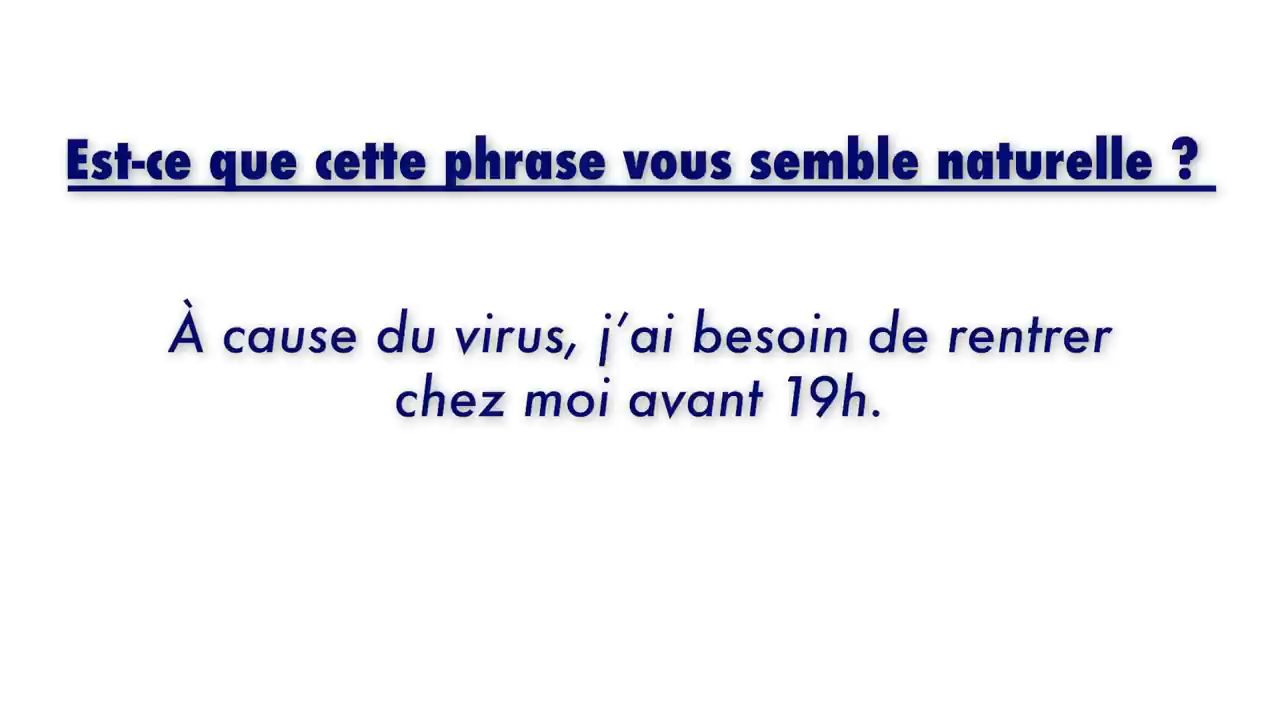 Est-ce que cette phrase vous semble naturelle ?
À cause du virus, j’ai besoin de rentrer
chez moi avant 19h.